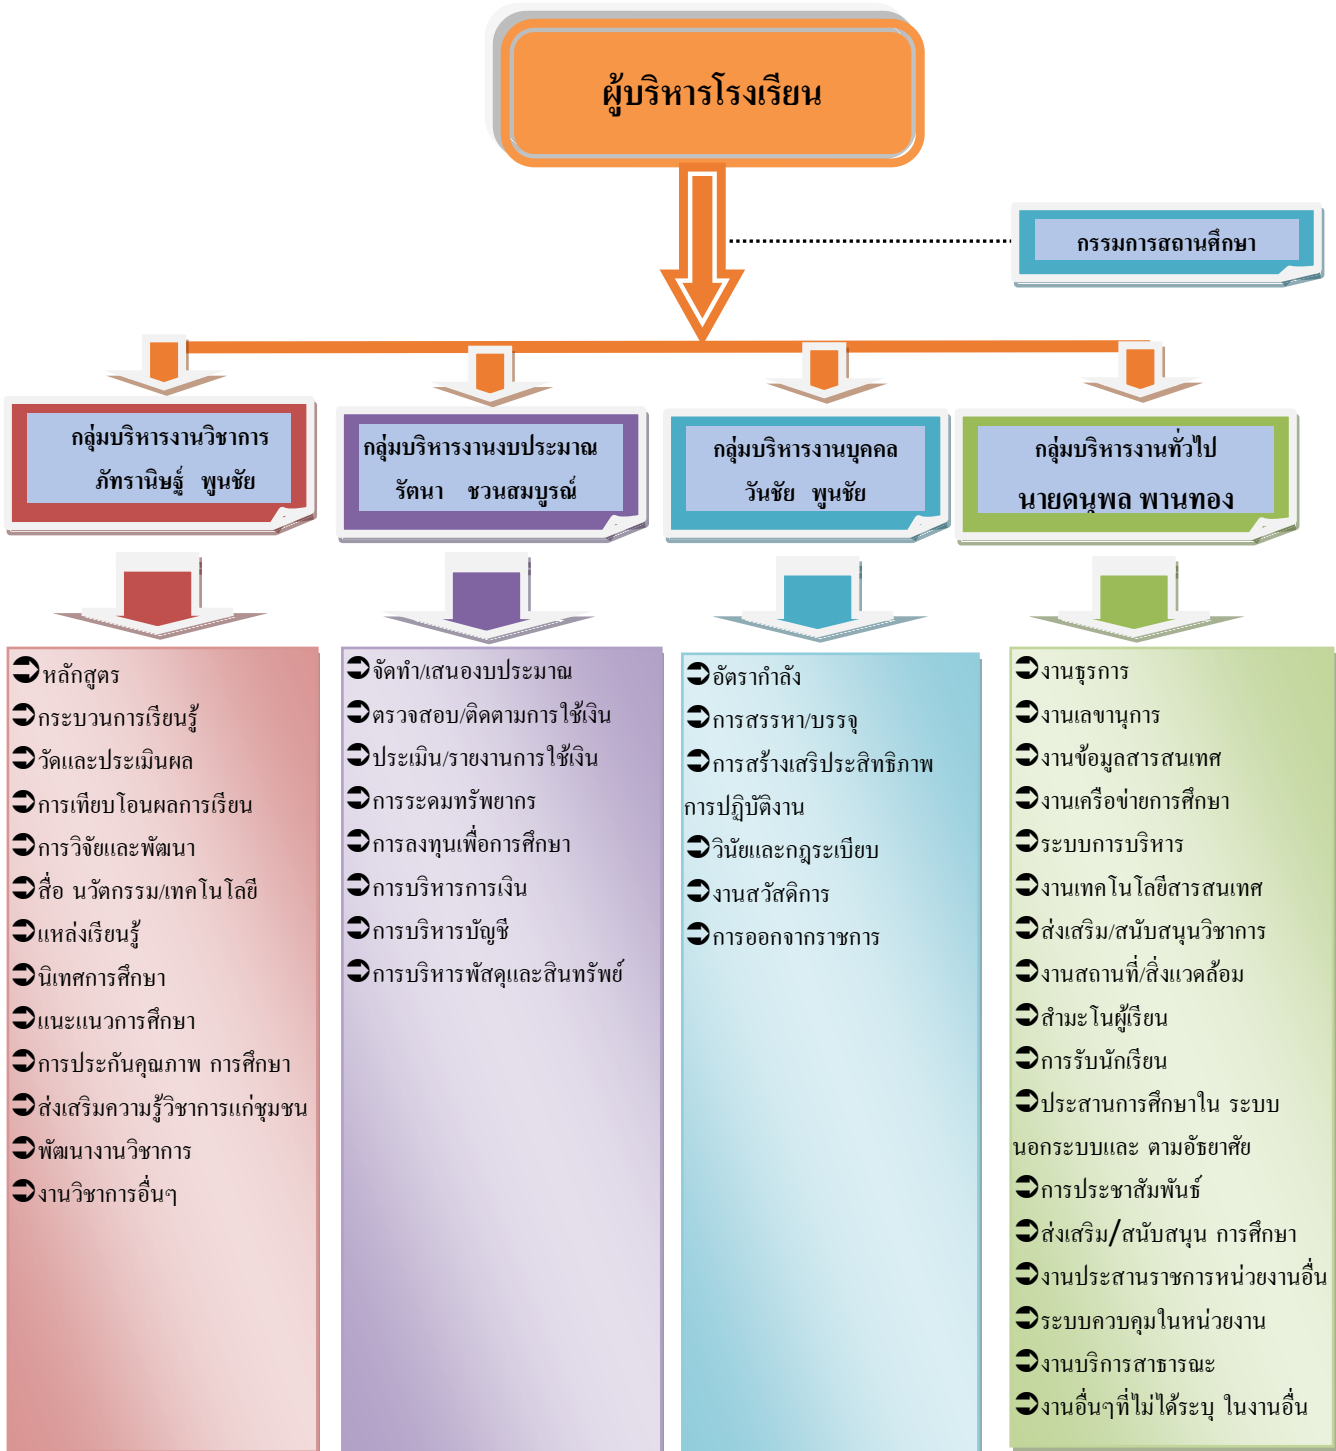 ผู้บริหารโรงเรียน
กรรมการสถานศึกษา
กลุ่มบริหารงานวิชาการ
ภัทรานิษฐ์ พูนชัย
กลุ่มบริหารงานงบประมาณ
รัตนา ชวนสมบูรณ์
กลุ่มบริหารงานบุคคล
วันชัย พูนชัย
กลุ่มบริหารงานทั่วไป
นายดนุพล พานทอง
➲หลักสูตร
➲กระบวนการเรียนรู้
➲วัดและประเมินผล
➲การเทียบโอนผลการเรียน
➲การวิจัยและพัฒนา
➲สื่อ นวัตกรรม/เทคโนโลยี
➲แหล่งเรียนรู้
➲นิเทศการศึกษา
➲แนะแนวการศึกษา
➲การประกันคุณภาพ การศึกษา
➲ส่งเสริมความรู้วิชาการแก่ชุมชน
➲พัฒนางานวิชาการ
➲งานวิชาการอื่นๆ
➲จัดทำ/เสนองบประมาณ
➲ตรวจสอบ/ติดตามการใช้เงิน
➲ประเมิน/รายงานการใช้เงิน
➲การระดมทรัพยากร
➲การลงทุนเพื่อการศึกษา
➲การบริหารการเงิน
➲การบริหารบัญชี
➲การบริหารพัสดุและสินทรัพย์
➲อัตรากำลัง
➲การสรรหา/บรรจุ
➲การสร้างเสริประสิทธิภาพ
การปฏิบัติงาน
➲วินัยและกฎระเบียบ
➲งานสวัสดิการ
➲การออกจากราชการ
➲งานธุรการ
➲งานเลขานุการ
➲งานข้อมูลสารสนเทศ
➲งานเครือข่ายการศึกษา
➲ระบบการบริหาร
➲งานเทคโนโลยีสารสนเทศ
➲ส่งเสริม/สนับสนุนวิชาการ
➲งานสถานที่/สิ่งแวดล้อม
➲สำมะโนผู้เรียน
➲การรับนักเรียน
➲ประสานการศึกษาใน ระบบ
นอกระบบและ ตามอัธยาศัย
➲การประชาสัมพันธ์
➲ส่งเสริม/สนับสนุน การศึกษา
➲งานประสานราชการหน่วยงานอื่น
➲ระบบควบคุมในหน่วยงาน
➲งานบริการสาธารณะ
➲งานอื่นๆที่ไม่ได้ระบุ ในงานอื่น